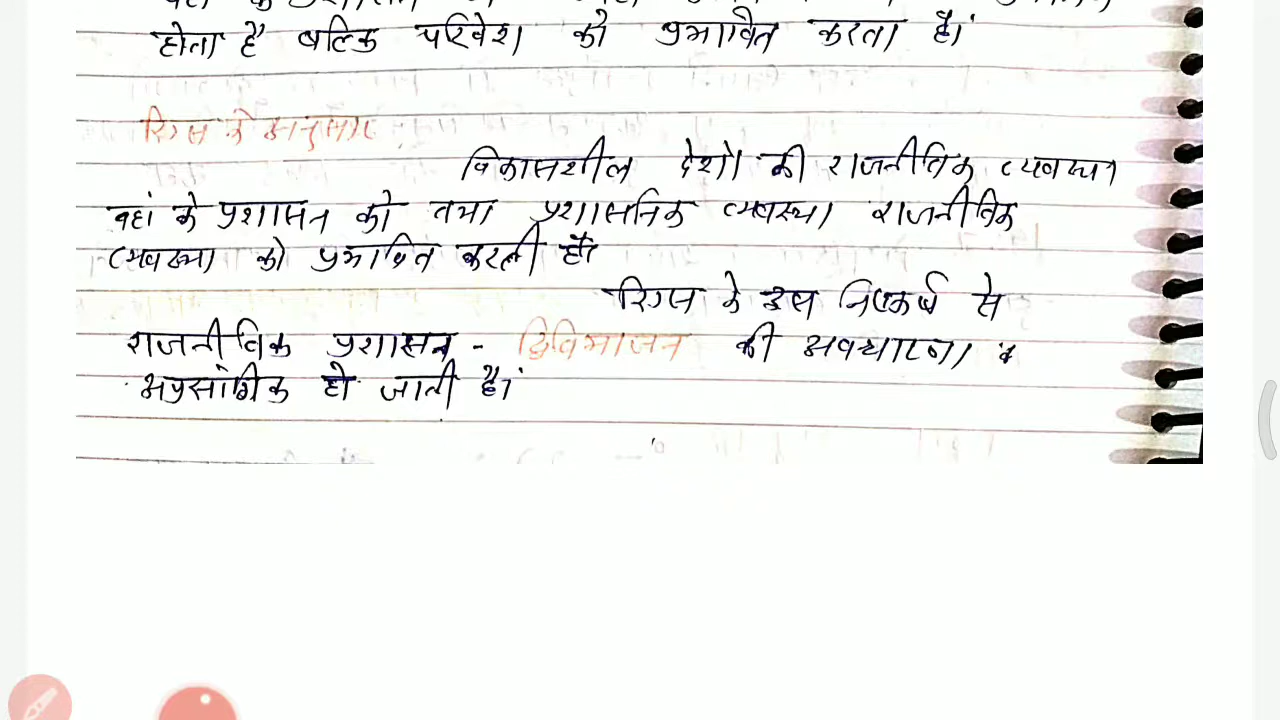 होता है बल्कि परिवेश को प्रभावित करता है।
रिग्स के अनुसार
विकासशील देशो की राजनीतिक व्यवस्था
वहां के प्रशासन को तथा प्रशासनिक व्यवस्था राजनीतिक
व्यवस्था को प्रभावित करती है।
रिग्स के इस निष्कर्ष से
राजनीतिक प्रशासन - द्विविभाजन की अवधारणा
अप्रसांगिक हो जाती है।